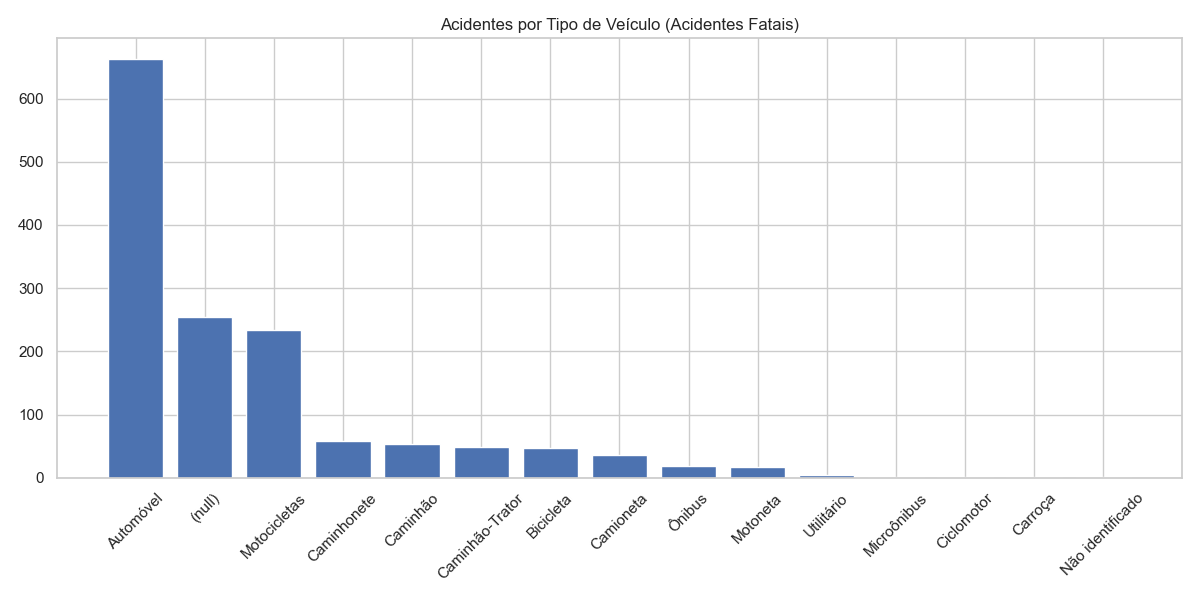 Acidentes por Tipo de Veículo (Acidentes Fatais)
600
500
400
300
200
100
0
Automóvel
(null)
Motocicletas
Caminhonete
Caminhão
Caminhão-Trator
Bicicleta
Camioneta
Ônibus
Motoneta
Utilitário
Microônibus
Ciclomotor
Carroça
Não identificado